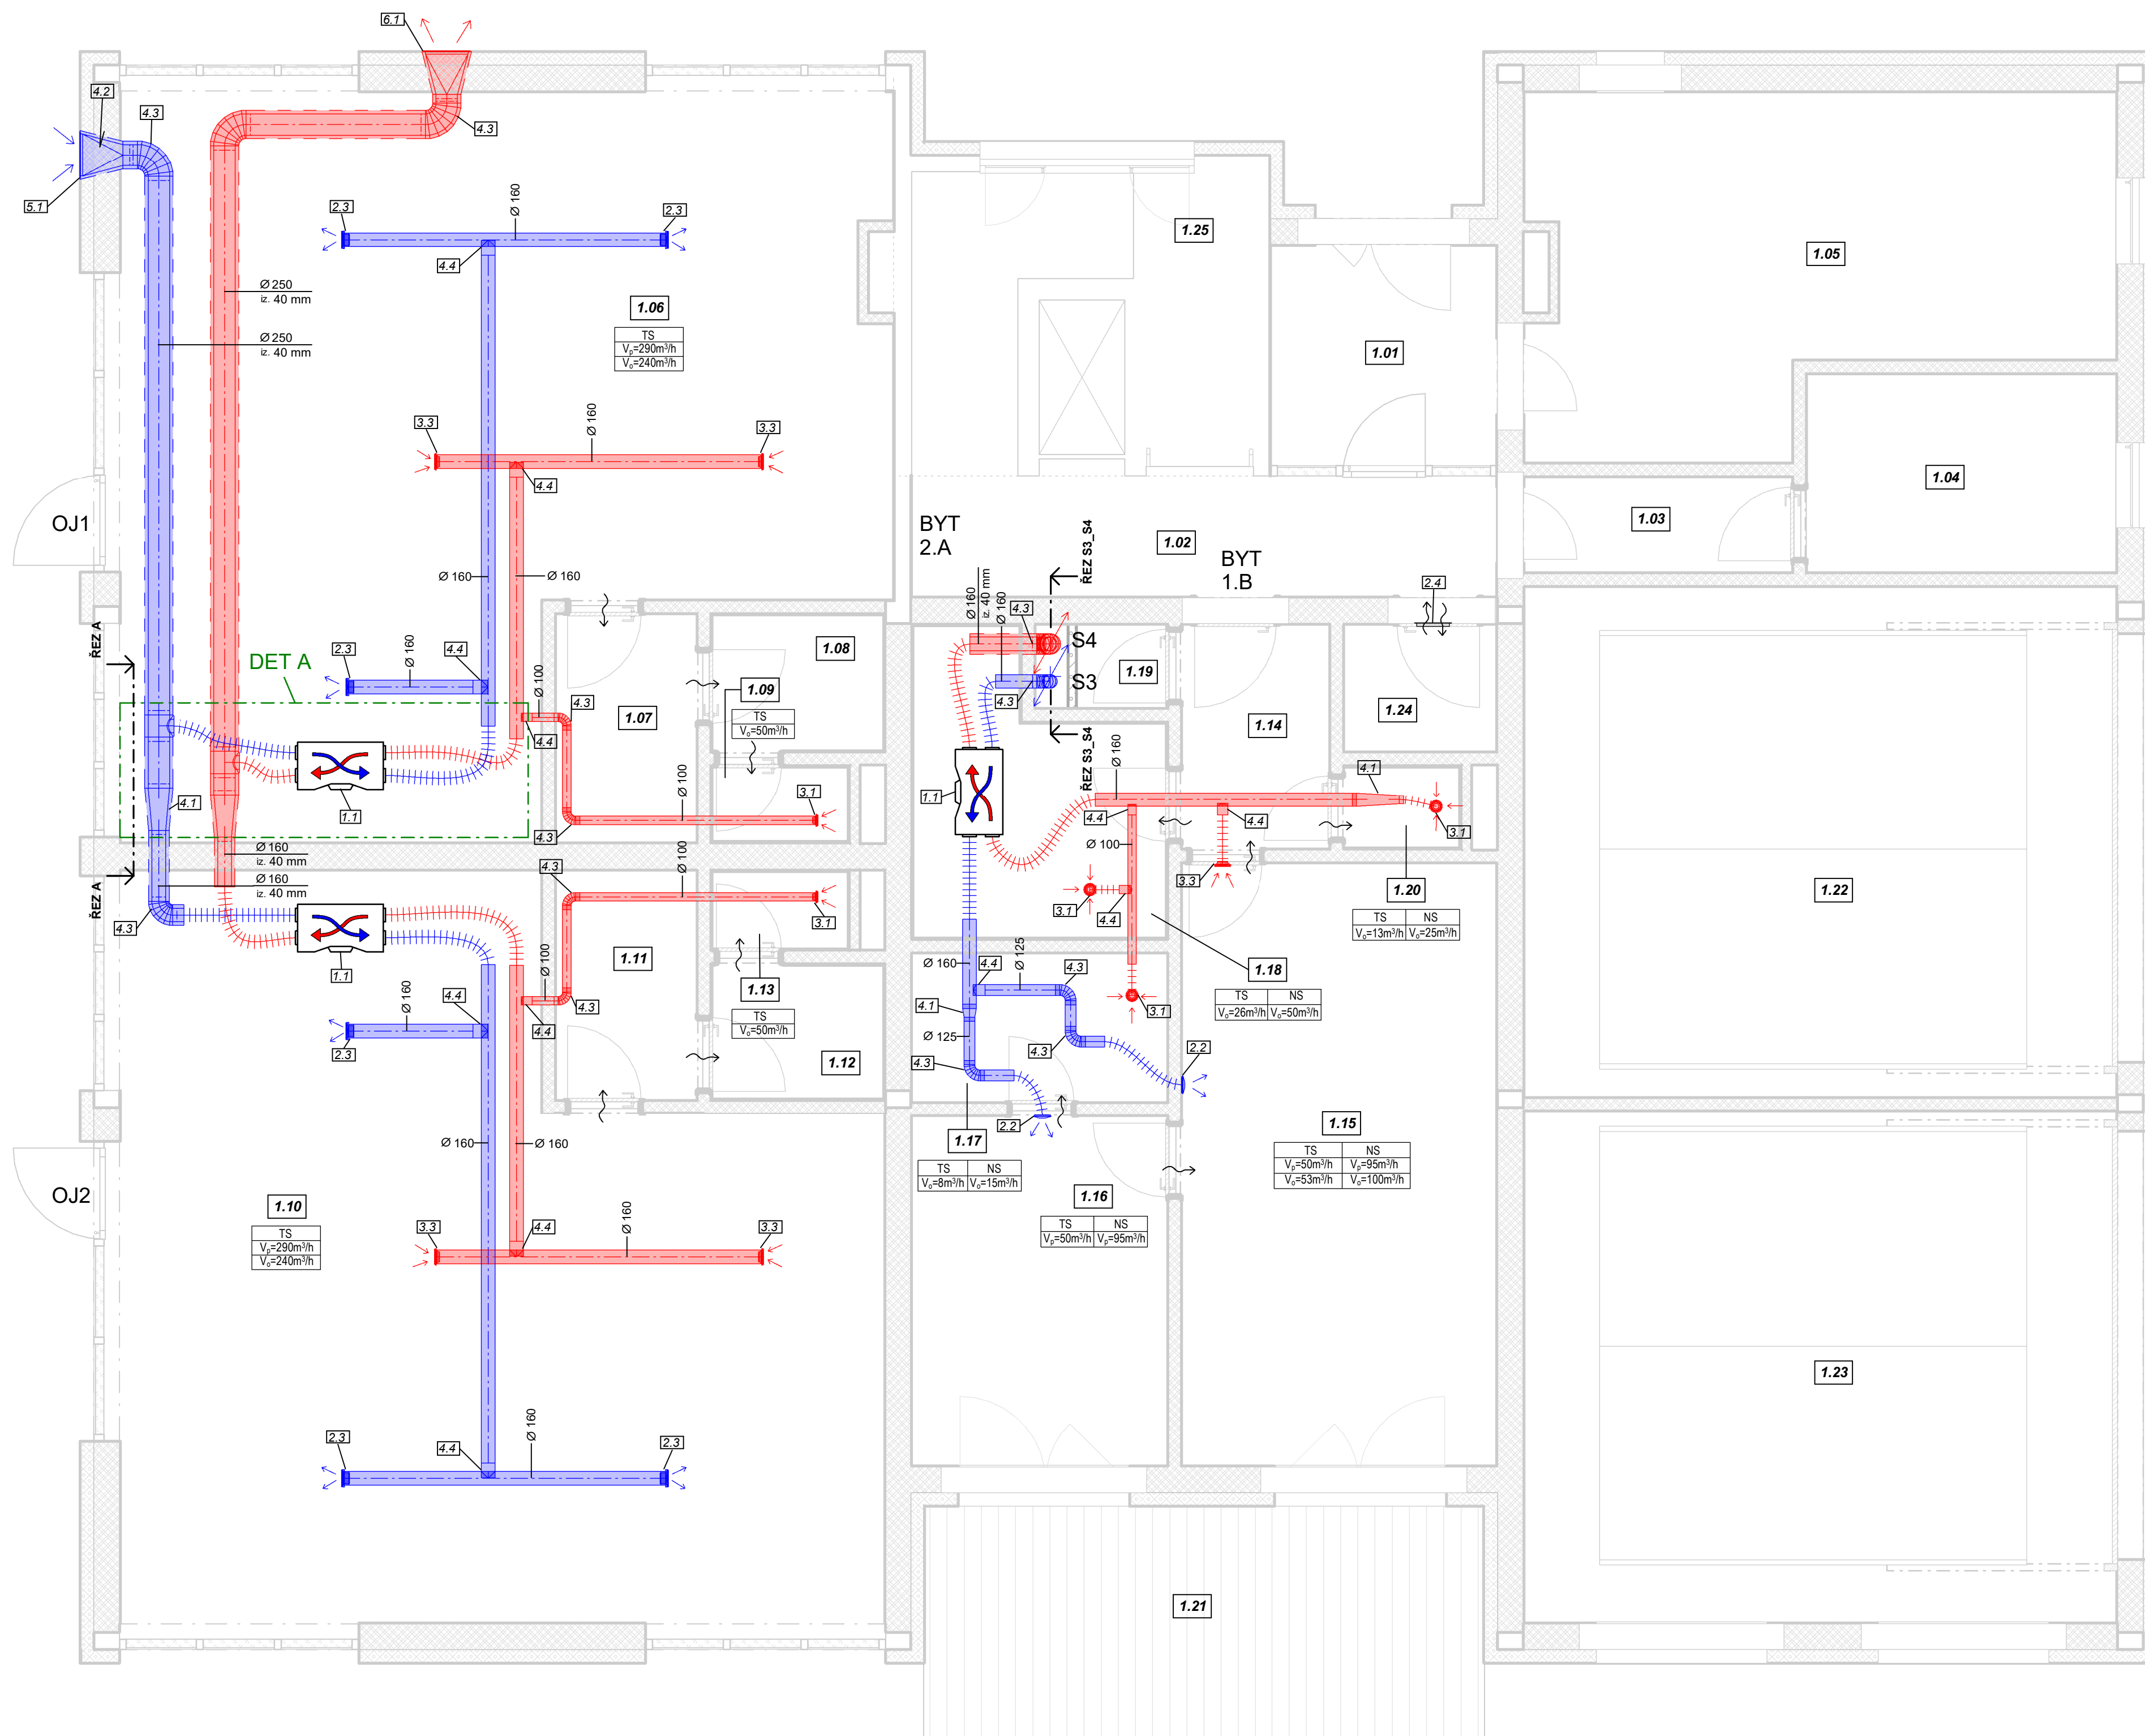 6.1
4.2
4.3
4.3
5.1
2.3
Ø 160
2.3
4.4
1.25
1.05
Ø 250
iz. 40 mm
Ø 250
iz. 40 mm
1.06
TS
Vp=290m³/h
Vo=240m³/h
1.01
3.3
Ø 160
3.3
4.4
1.04
OJ1
BYT
2.A
1.02
BYT
1.B
1.03
ŘEZ S3_S4
Ø 160
Ø 160
2.4
ŘEZ A
DET A
2.3
Ø 160
4.4
Ø 100
4.3
4.4
1.07
1.08
1.09
TS
Vo=50m³/h
Ø 160
iz. 40 mm
Ø 160
4.3
S4
S3
4.3
1.19
1.14
1.24
ŘEZ S3_S4
4.1
1.1
Ø 100
3.1
4.3
1.1
Ø 160
4.1
4.4
4.4
3.1
1.20
TS NS
Vo=13m³/h Vo=25m³/h
Ø 160
iz. 40 mm
Ø 160
iz. 40 mm
ŘEZ A
4.3
4.3
Ø 100
3.1
1.1
Ø 100
3.3
3.1
4.4
1.22
1.11
Ø 100
4.3
4.4
1.13
TS
Vo=50m³/h
1.12
Ø 160
4.4
Ø 125
4.3
1.18
TS NS
Vo=26m³/h Vo=50m³/h
3.1
4.1
Ø 125
4.3
4.3
2.2
2.2
2.3
Ø 160
4.4
1.17
TS NS
Vo=8m³/h Vo=15m³/h
1.15
TS NS
Vp=50m³/h Vp=95m³/h
Vo=53m³/h Vo=100m³/h
Ø 160
Ø 160
OJ2
1.10
TS
Vp=290m³/h
Vo=240m³/h
1.16
TS NS
Vp=50m³/h Vp=95m³/h
3.3
4.4
Ø 160
3.3
1.23
2.3
4.4
Ø 160
2.3
1.21